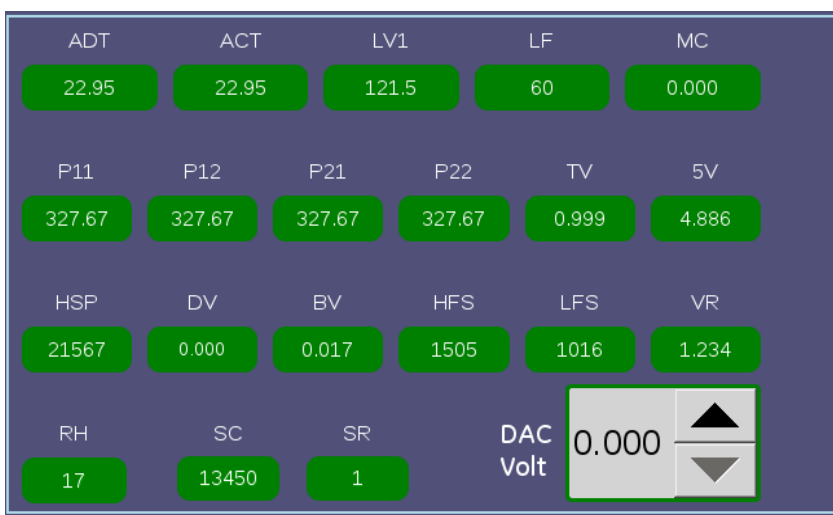 ADT ACT LV1 LF MC
22.95 22.95 121.5 60 0.000
P11 P12 P21 P22 TV 5V
327.67 327.67 327.67 327.67 0.999 4.886
HSP DV BV HFS LFS VR
21567 0.000 0.017 1505 1016 1.234
RH SC SR DAC Volt 0.000
17 13450 1